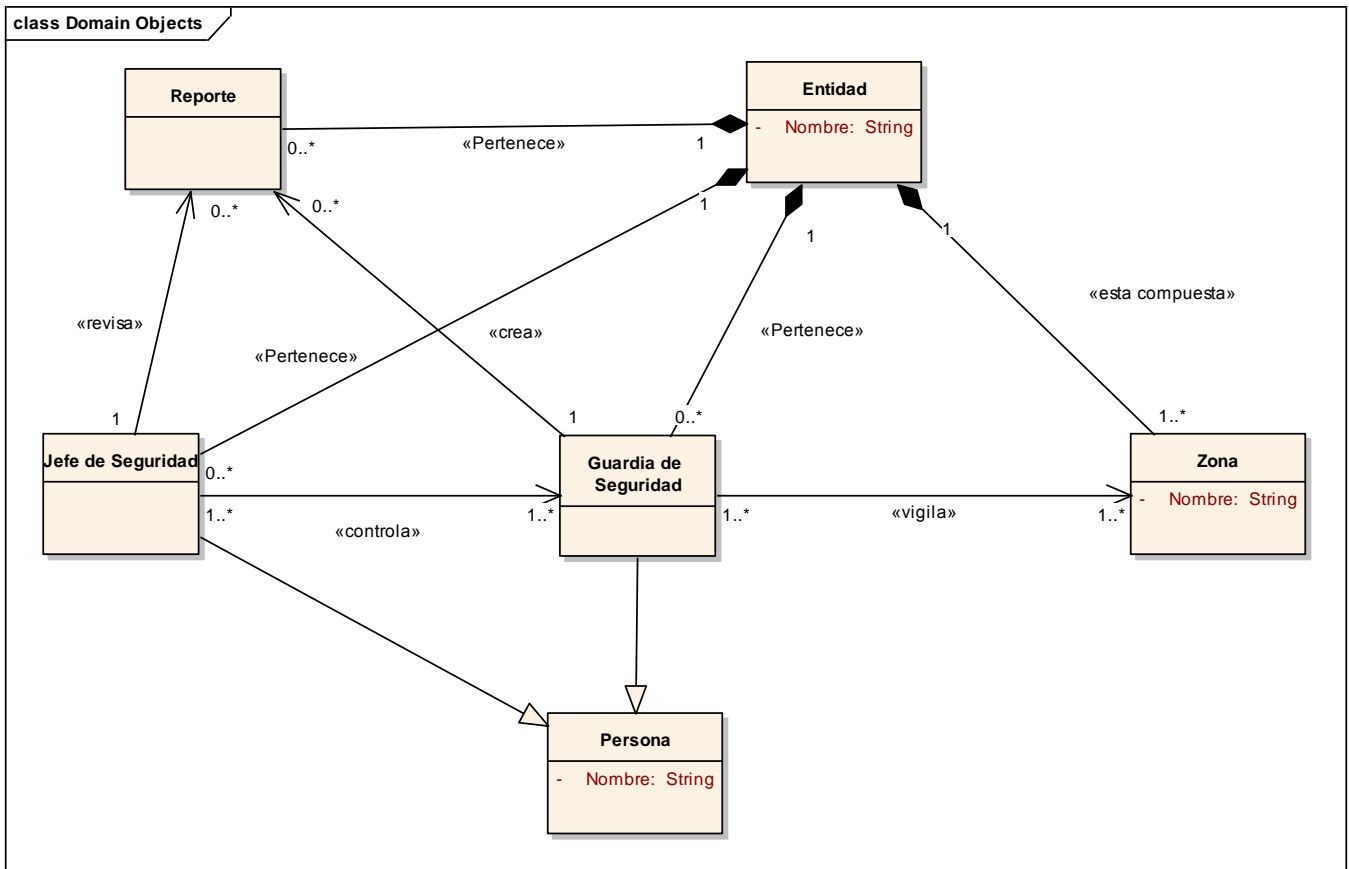 class Domain Objects
Reporte
Entidad
- Nombre: String
0..*
«Pertenece»
1
0..*
0..*
1
1
1
«revisa»
«Pertenece»
«crea»
«Pertenece»
«esta compuesta»
1
1
0..*
1..*
Jefe de Seguridad
0..*
1..*
«controla»
1..*
Guardia de
Seguridad
1..*
«vigila»
1..*
Zona
- Nombre: String
Persona
- Nombre: String